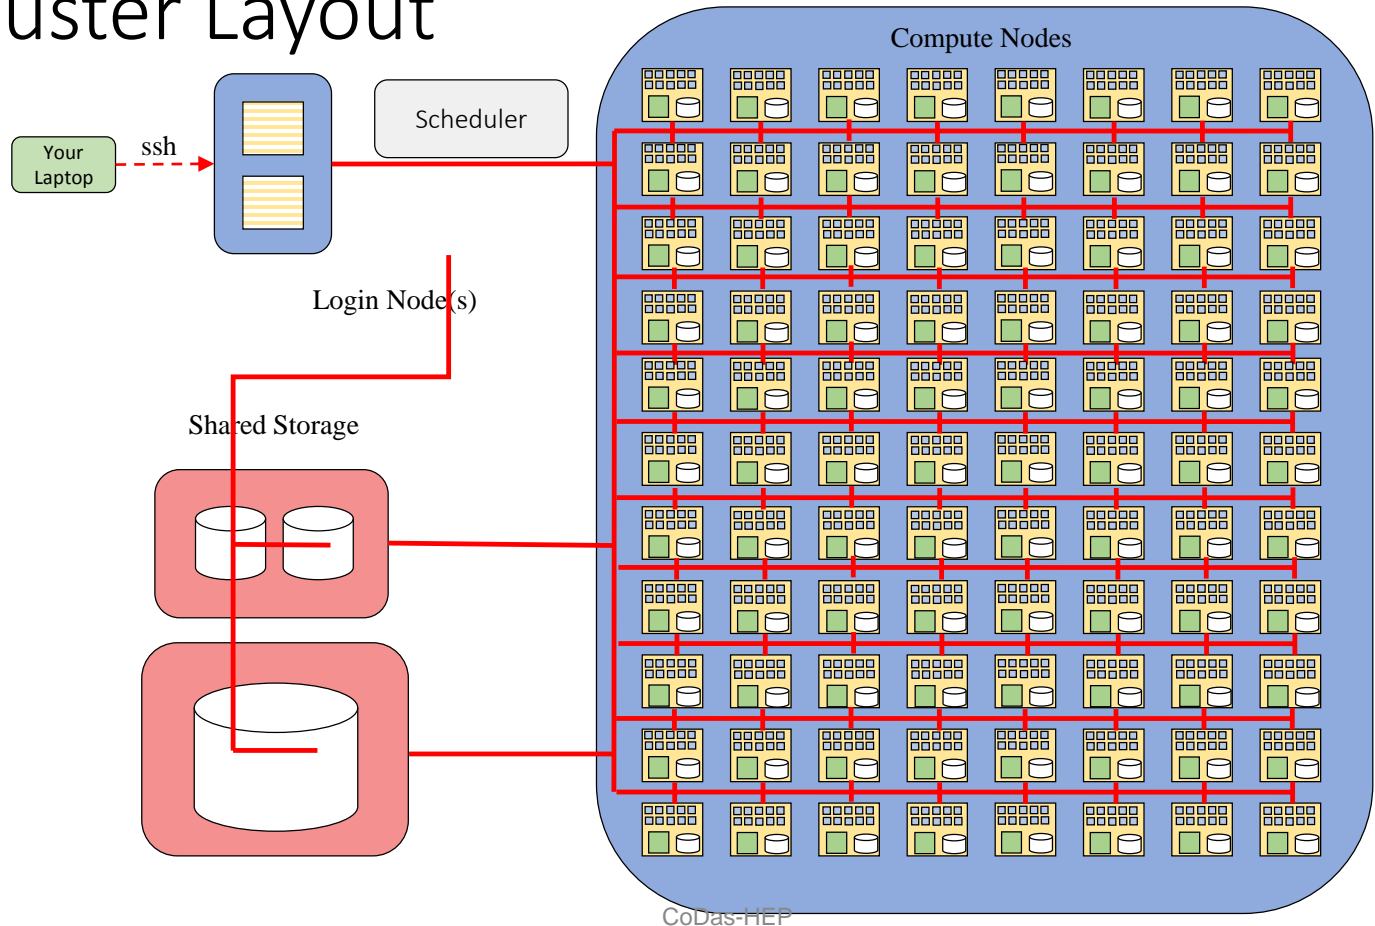 uster Layout
Compute Nodes
Scheduler
ssh
Your
Laptop
Login Node(s)
Shared Storage
CoDas-HEP